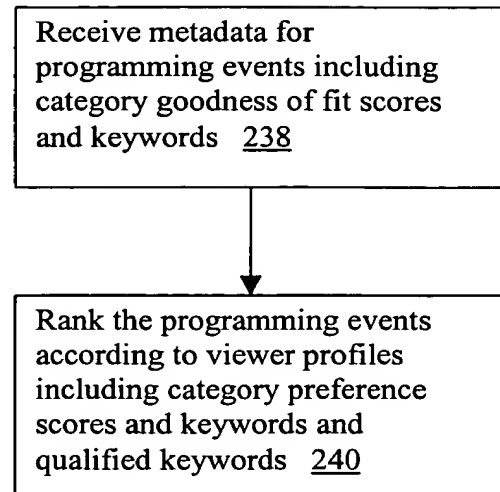 Receive metadata for
programming events including
category goodness of fit scores
and keywords 238
Rank the programming events
according to viewer profiles
including category preference
scores and keywords and
qualified keywords 240